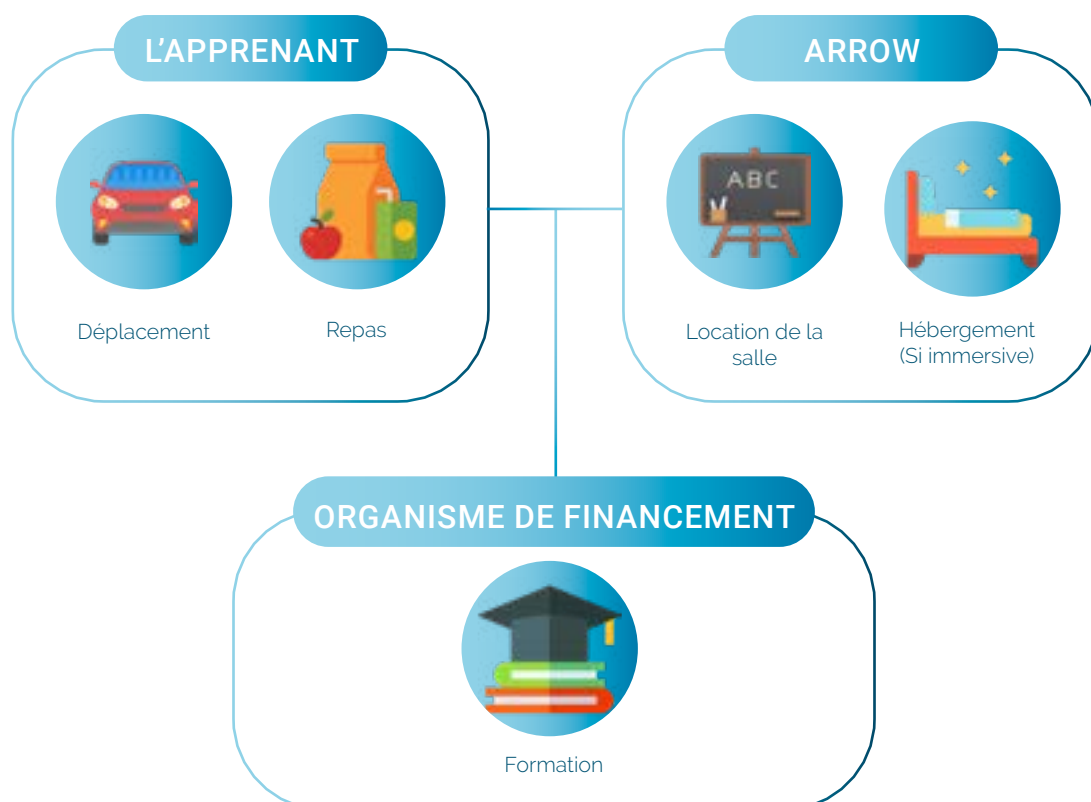 L'APPRENANT
ARROW
ABC
Déplacement
Repas
Location de la
salle
Hébergement
(Si immersive)
ORGANISME DE FINANCEMENT
Formation